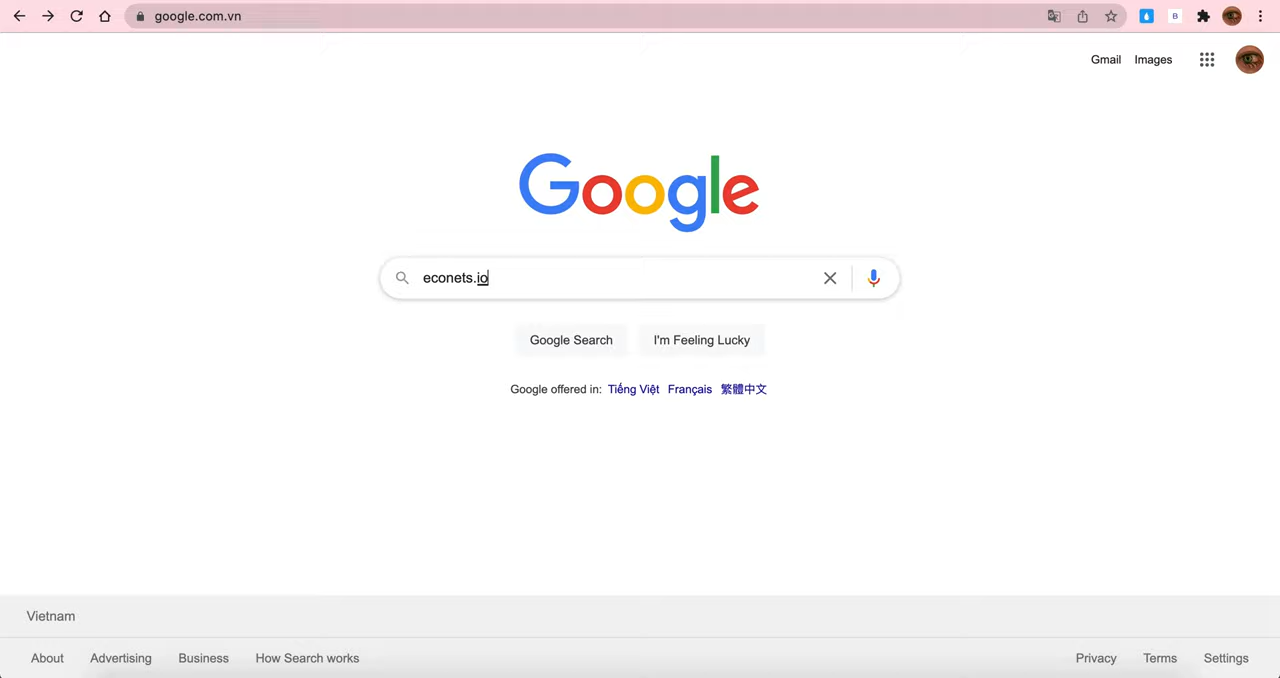 google.com.vn
B
Gmail Images
Google
econets.io
Google Search I'm Feeling Lucky
Google offered in: Tiếng Việt Français 繁體中文
Vietnam
About Advertising Business How Search works Privacy Terms Settings